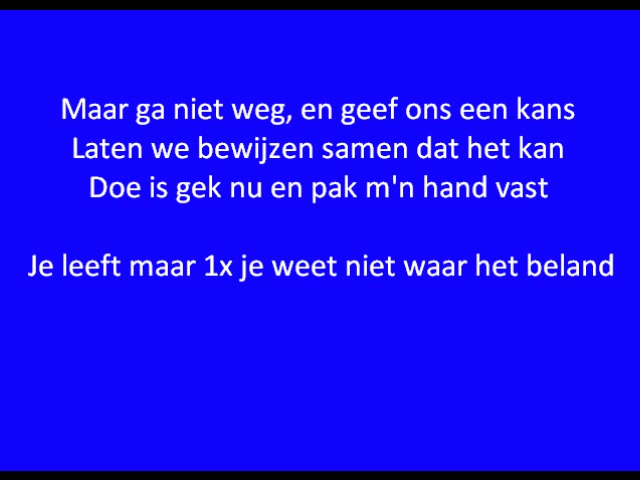 Maar ga niet weg, en geef ons een kans
Laten we bewijzen samen dat het kan
Doe is gek nu en pak m'n hand vast
Je leeft maar 1x je weet niet waar het beland